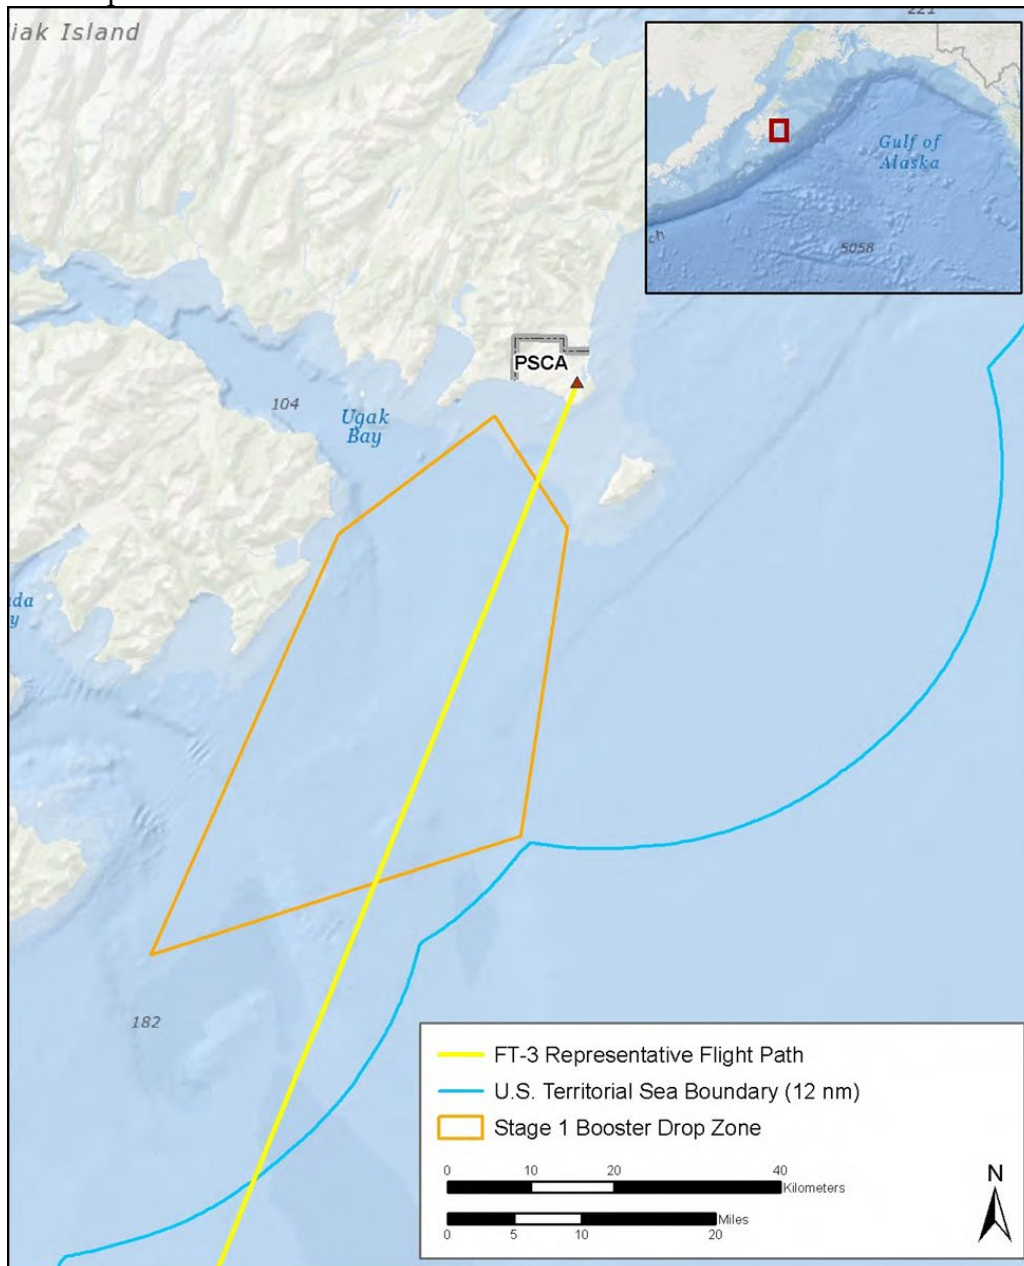 iak Island
221
Gulf of
Alaska
ch
5058
PSCA
104
Ugak
Bay
da
y
182
FT-3 Representative Flight Path
U.S. Territorial Sea Boundary (12 nm)
Stage 1 Booster Drop Zone
0 10 20 40
Kilometers
Miles
0 5 10 20
N